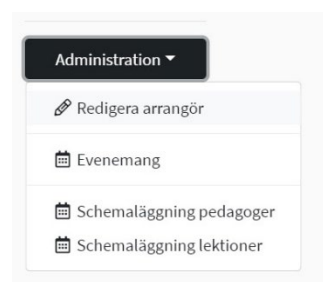 Administration
Redigera arrangör
Evenemang
Schemaläggning pedagoger
Schemaläggning lektioner